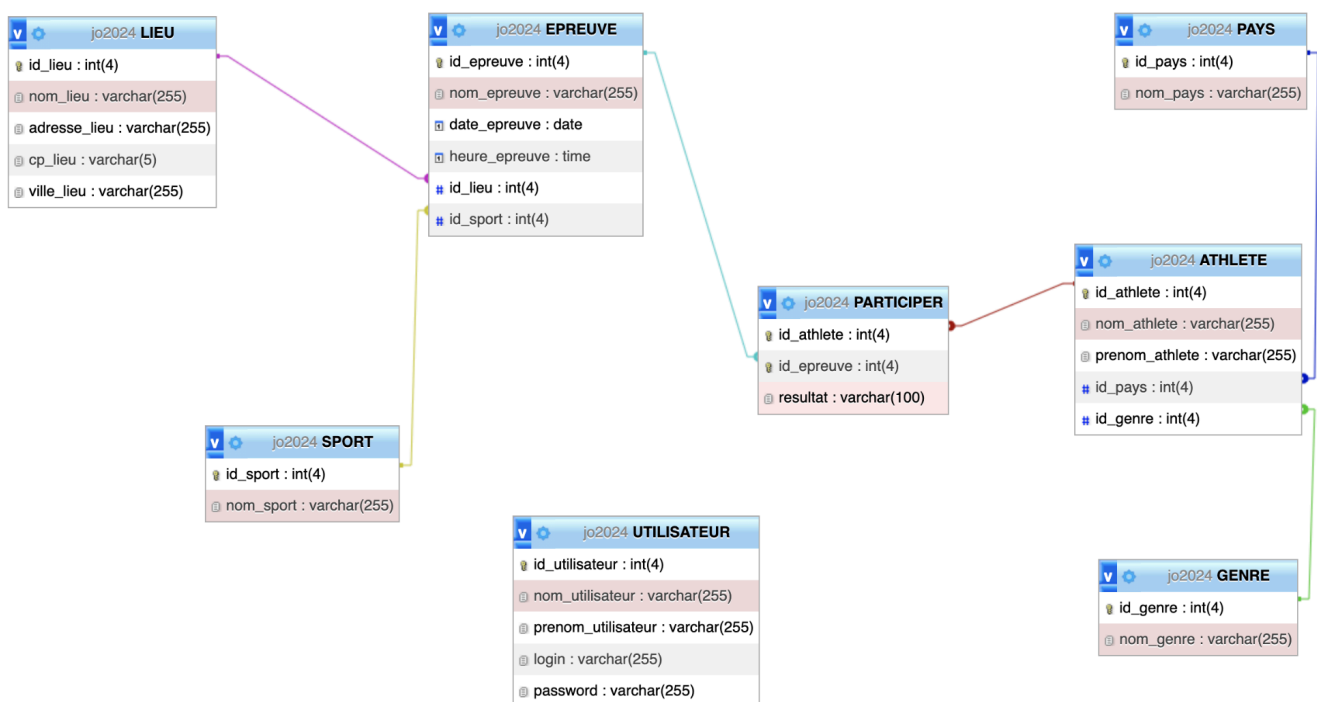 jo2024 LIEU
id_lieu : int(4)
nom_lieu : varchar(255)
adresse_lieu : varchar(255)
cp_lieu : varchar(5)
ville_lieu : varchar(255)
jo2024 EPREUVE
id_epreuve : int(4)
nom_epreuve : varchar(255)
date_epreuve : date
heure_epreuve : time
id_lieu : int(4)
id_sport : int(4)
jo2024 PAYS
id_pays : int(4)
nom_pays : varchar(255)
jo2024 ATHLETE
id_athlete : int(4)
nom_athlete : varchar(255)
prenom_athlete : varchar(255)
id_pays : int(4)
id_genre : int(4)
jo2024 PARTICIPER
id_athlete : int(4)
id_epreuve : int(4)
resultat : varchar(100)
jo2024 SPORT
id_sport : int(4)
nom_sport : varchar(255)
jo2024 UTILISATEUR
id_utilisateur : int(4)
nom_utilisateur : varchar(255)
prenom_utilisateur : varchar(255)
login : varchar(255)
password : varchar(255)
jo2024 GENRE
id_genre : int(4)
nom_genre : varchar(255)